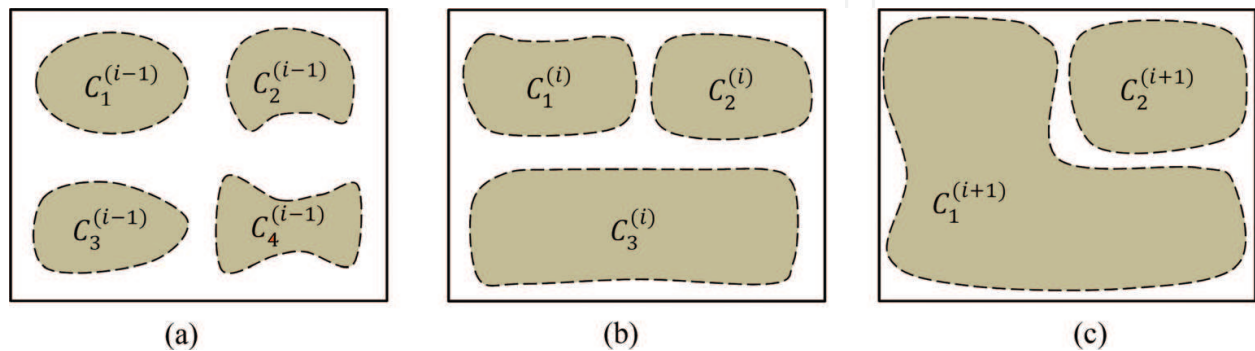 C_1^{(i−1)} C_2^{(i−1)} C_1^{(i)} C_2^{(i)} C_2^{(i+1)}
C_3^{(i−1)} C_4^{(i−1)} C_3^{(i)} C_1^{(i+1)}
(a) (b) (c)